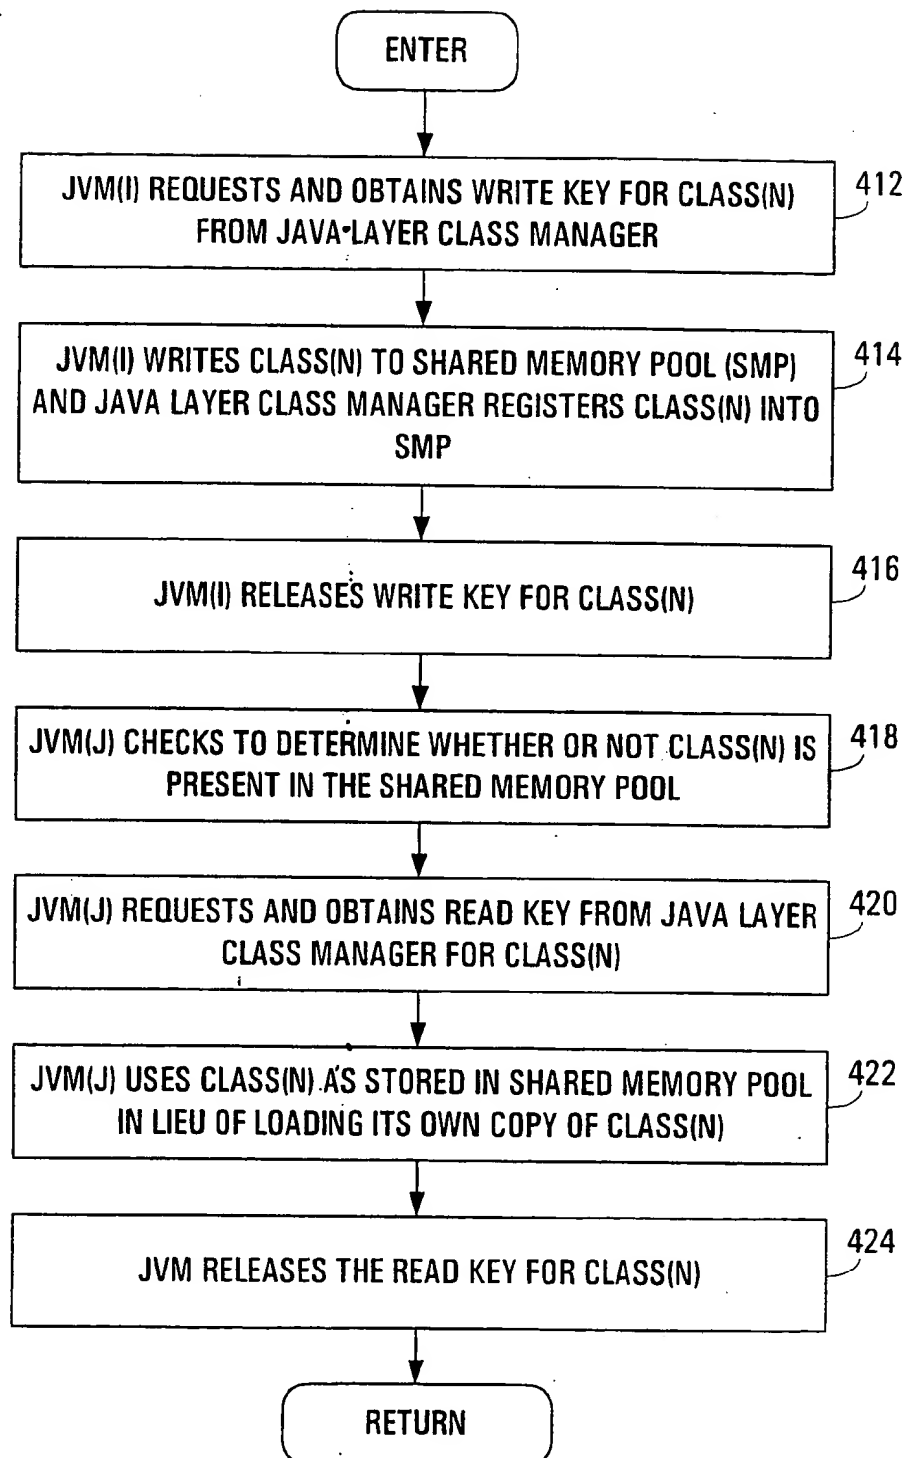 ENTER
JVM(I) REQUESTS AND OBTAINS WRITE KEY FOR CLASS(N)
FROM JAVA-LAYER CLASS MANAGER
412
JVM(I) WRITES CLASS(N) TO SHARED MEMORY POOL (SMP)
AND JAVA LAYER CLASS MANAGER REGISTERS CLASS(N) INTO
SMP
414
JVM(I) RELEASES WRITE KEY FOR CLASS(N)
416
JVM(J) CHECKS TO DETERMINE WHETHER OR NOT CLASS(N) IS
PRESENT IN THE SHARED MEMORY POOL
418
JVM(J) REQUESTS AND OBTAINS READ KEY FROM JAVA LAYER
CLASS MANAGER FOR CLASS(N)
420
JVM(J) USES CLASS(N) AS STORED IN SHARED MEMORY POOL
IN LIEU OF LOADING ITS OWN COPY OF CLASS(N)
422
JVM RELEASES THE READ KEY FOR CLASS(N)
424
RETURN